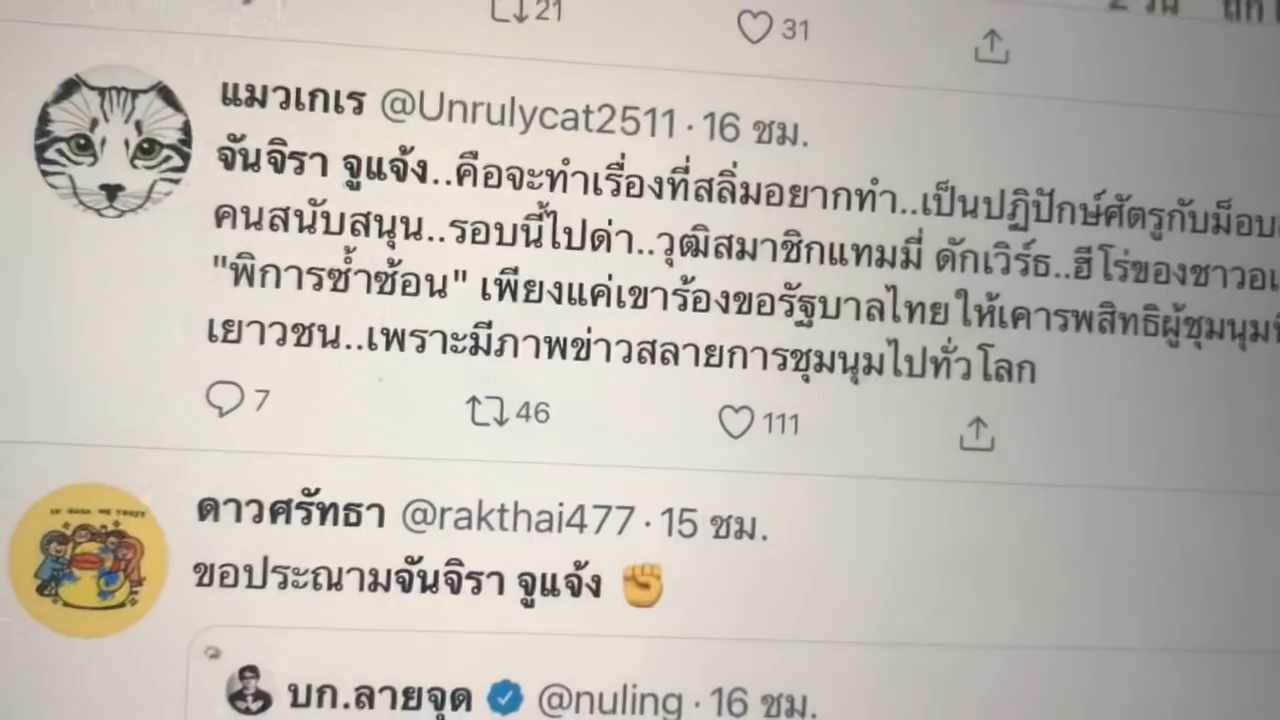 21 31
แมวเกเร @Unrulycat2511 · 16 ชม.
จันจิรา จูแจ้ง..คือจะทำเรื่องที่สลิ่มอยากทำ..เป็นปฏิปักษ์ศัตรูกับม็อบ
คนสนับสนุน..รอบนี้ไปด่า..วุฒิสมาชิกแทมมี่ ดักเวิร์ธ..ฮีโร่ของชาวอเ
"พิการซ้ำซ้อน" เพียงแค่เขาร้องขอรัฐบาลไทย ให้เคารพสิทธิผู้ชุมนุม
เยาวชน..เพราะมีภาพข่าวสลายการชุมนุมไปทั่วโลก
7 46 111
ดาวศรัทธา @rakthai477 · 15 ชม.
ขอประณามจันจิรา จูแจ้ง ✊
บก.ลายจุด @nuling · 16 ชม.